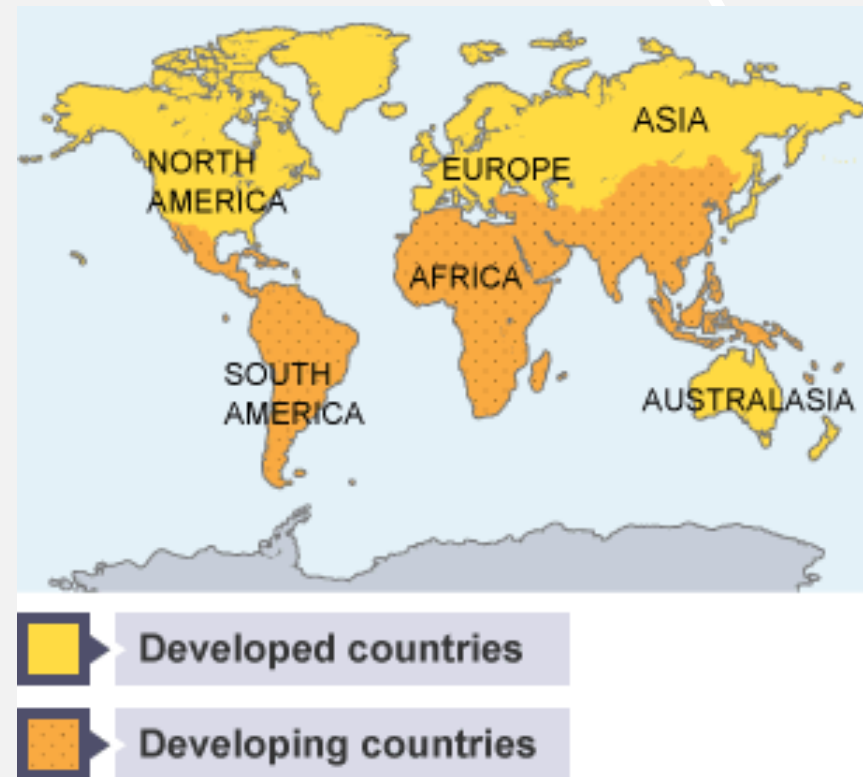 ASIA
NORTH
AMERICA
EUROPE
AFRICA
SOUTH
AMERICA
AUSTRALASIA
Developed countries
Developing countries